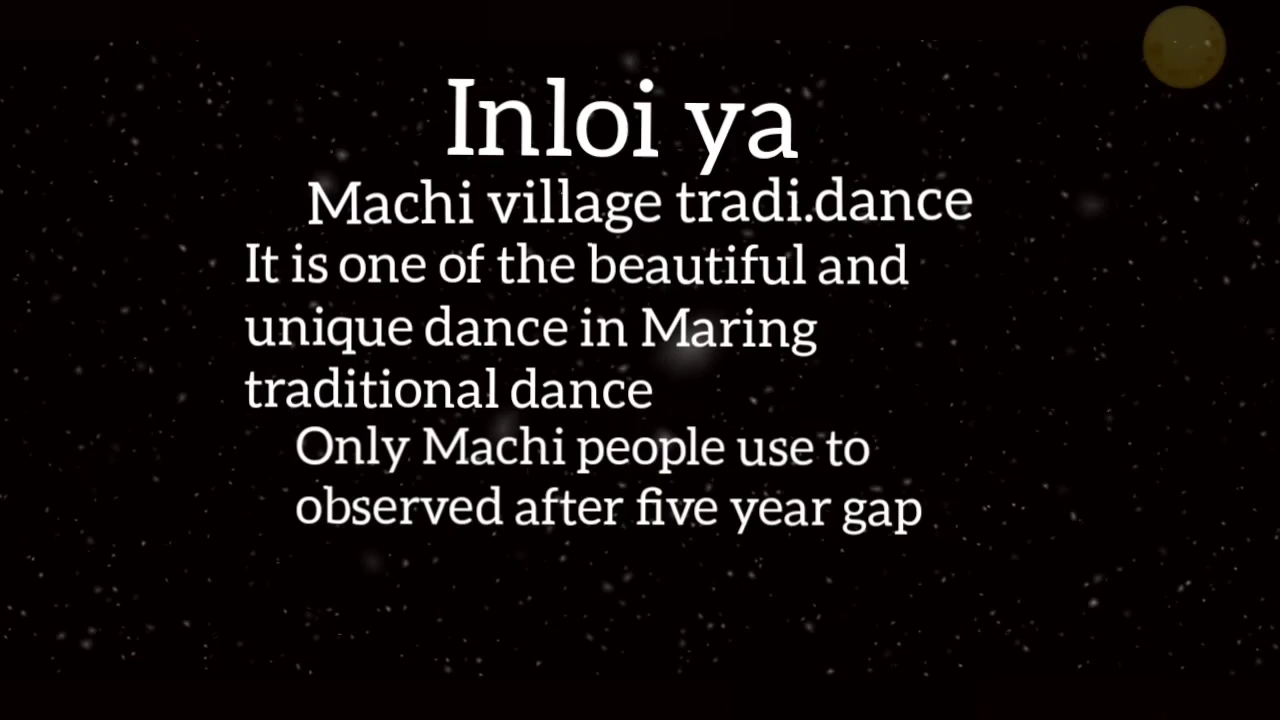 Inloi ya
Machi village tradi.dance
It is one of the beautiful and
unique dance in Maring
traditional dance
Only Machi people use to
observed after five year gap